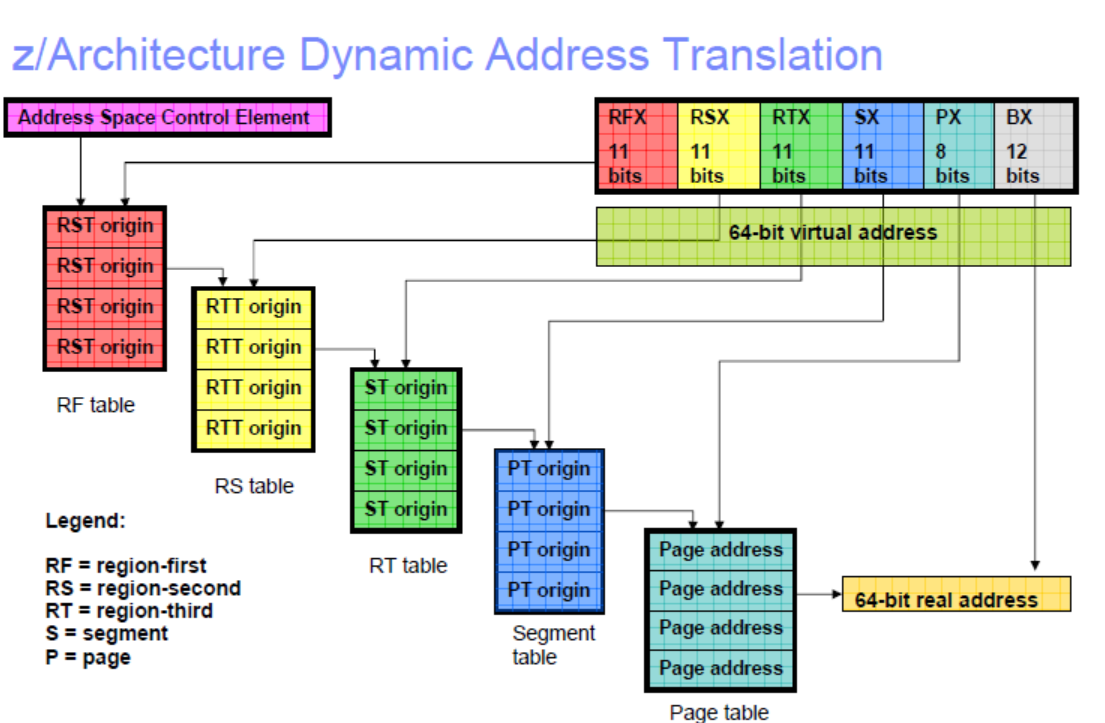 z/Architecture Dynamic Address Translation
Address Space Control Element
RFX
11
bits
RSX
11
bits
RTX
11
bits
SX
11
bits
PX
8
bits
BX
12
bits
64-bit virtual address
RST origin
RST origin
RST origin
RST origin
RF table
RTT origin
RTT origin
RTT origin
RTT origin
RS table
ST origin
ST origin
ST origin
ST origin
RT table
PT origin
PT origin
PT origin
PT origin
Segment
table
Page address
Page address
Page address
Page address
Page table
64-bit real address
Legend:
RF = region-first
RS = region-second
RT = region-third
S = segment
P = page